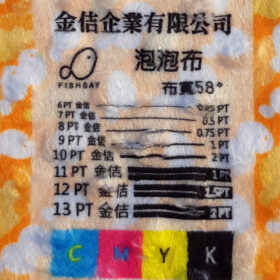 金佶企業有限公司
FISHBAY
泡泡布
布寬58"
6 PT 金佶 0.25 PT
7 PT 金佶 0.5 PT
8 PT 金佶 0.75 PT
9 PT 金佶 1 PT
10 PT 金佶 2 PT
11 PT 金佶 1 PT
12 PT 金佶 1.5PT
13 PT 金佶 2 PT
C M Y K